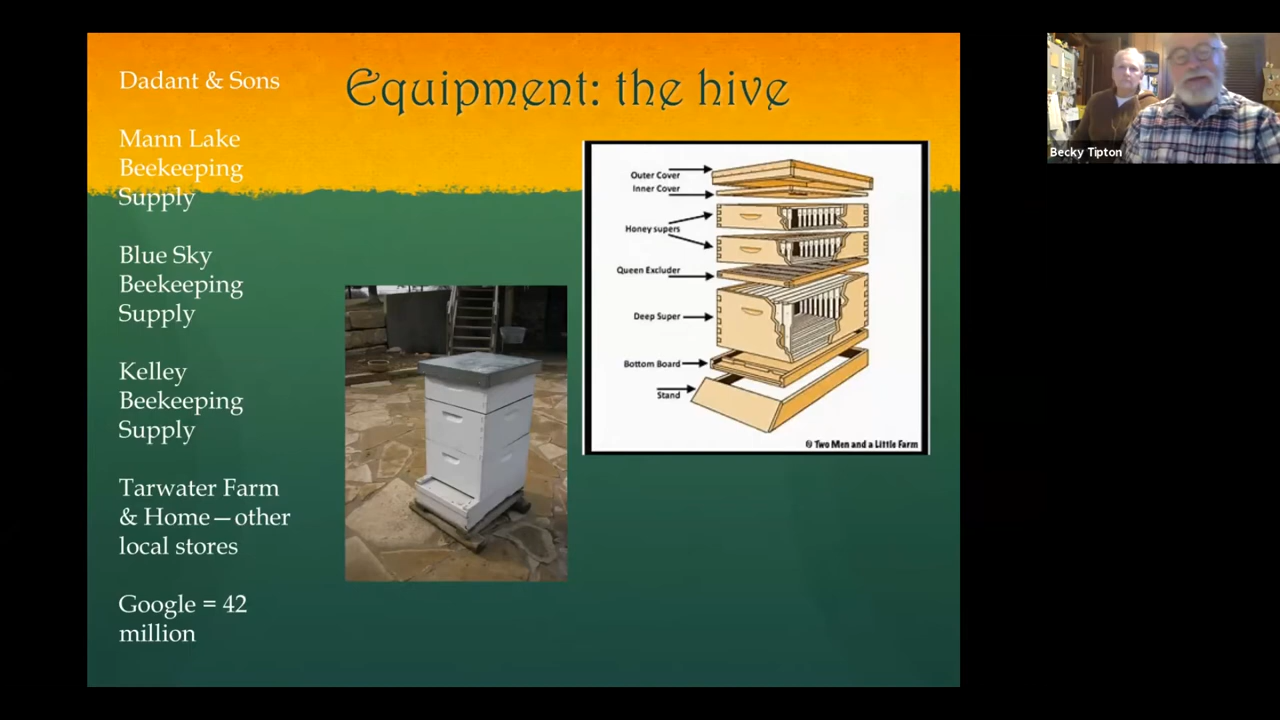 Equipment: the hive
Dadant & Sons
Mann Lake
Beekeeping
Supply
Blue Sky
Beekeeping
Supply
Kelley
Beekeeping
Supply
Tarwater Farm
& Home—other
local stores
Google = 42
million
Outer Cover
Inner Cover
Honey supers
Queen Excluder
Deep Super
Bottom Board
Stand
@ Two Men and a Little Farm
Becky Tipton